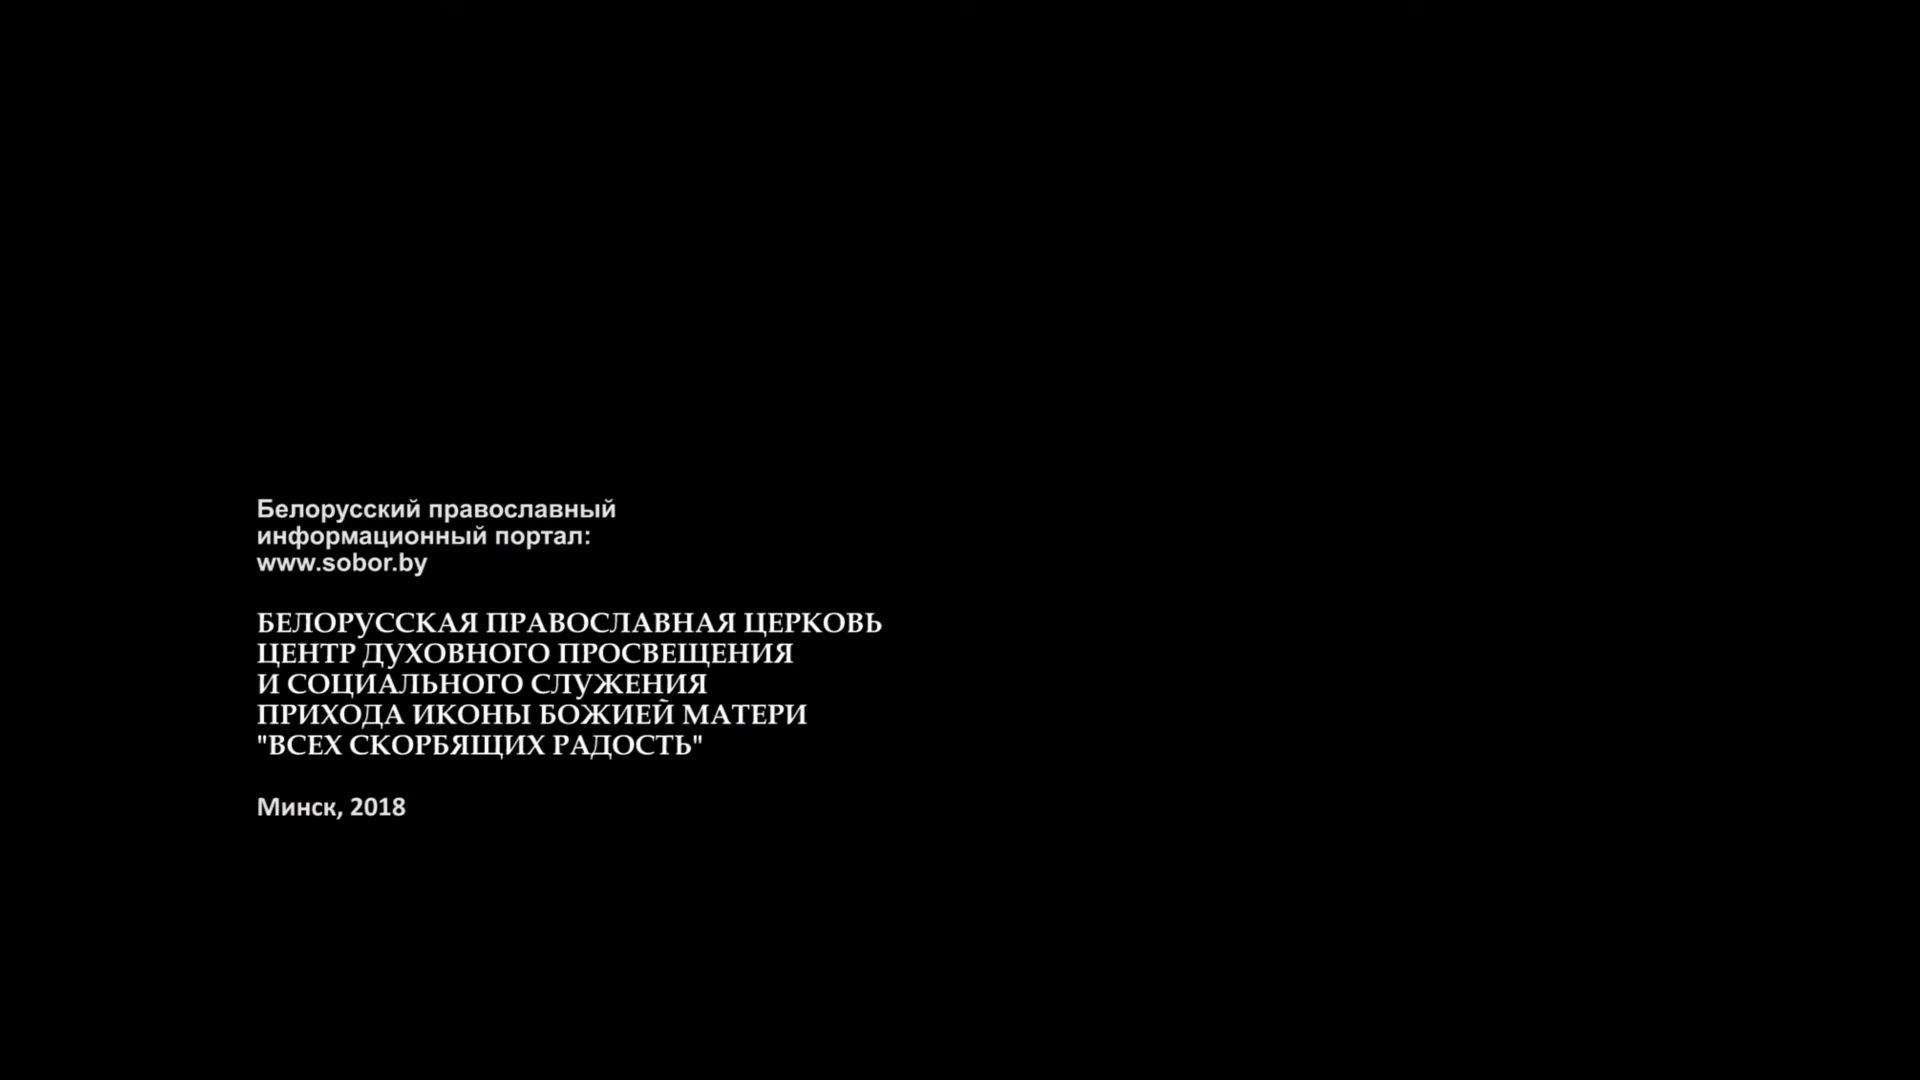 Белорусский православный
информационный портал:
www.sobor.by
БЕЛОРУССКАЯ ПРАВОСЛАВНАЯ ЦЕРКОВЬ
ЦЕНТР ДУХОВНОГО ПРОСВЕЩЕНИЯ
И СОЦИАЛЬНОГО СЛУЖЕНИЯ
ПРИХОДА ИКОНЫ БОЖИЕЙ МАТЕРИ
"ВСЕХ СКОРБЯЩИХ РАДОСТЬ"
Минск, 2018